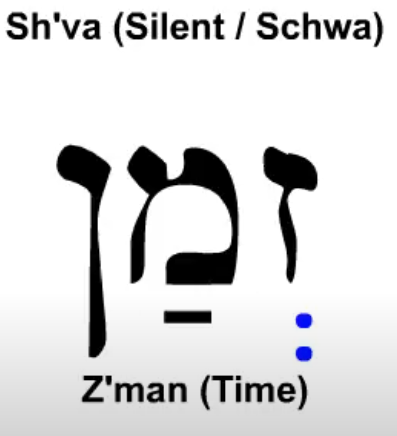 Sh'va (Silent / Schwa)
זְמַן
Z'man (Time)